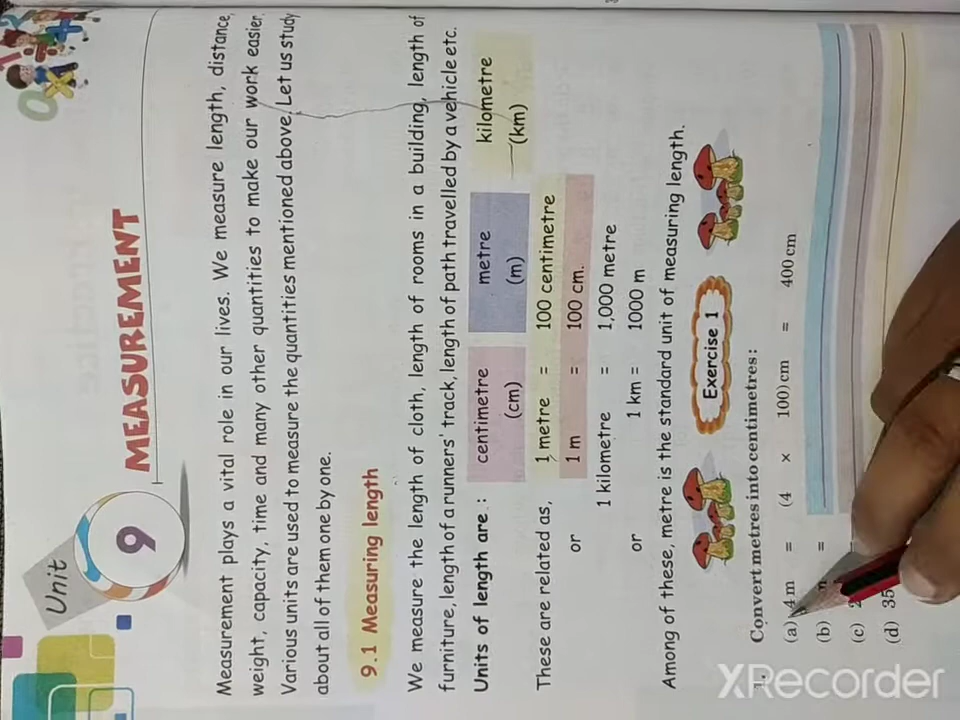 Unit
9
MEASUREMENT
Measurement plays a vital role in our lives. We measure length, distance,
weight, capacity, time and many other quantities to make our work easier.
Various units are used to measure the quantities mentioned above. Let us study
about all of them one by one.
9.1 Measuring length
We measure the length of cloth, length of rooms in a building, length of
furniture, length of a runners' track, length of path travelled by a vehicle etc.
Units of length are : centimetre (cm) metre (m) kilometre (km)
These are related as, 1 metre = 100 centimetre
or 1 m = 100 cm.
1 kilometre = 1,000 metre
or 1 km = 1000 m
Among of these, metre is the standard unit of measuring length.
Exercise 1
1. Convert metres into centimetres:
(a) 4 m = (4 × 100) cm = 400 cm
(b) =
(c) 2
(d) 35
XRecorder